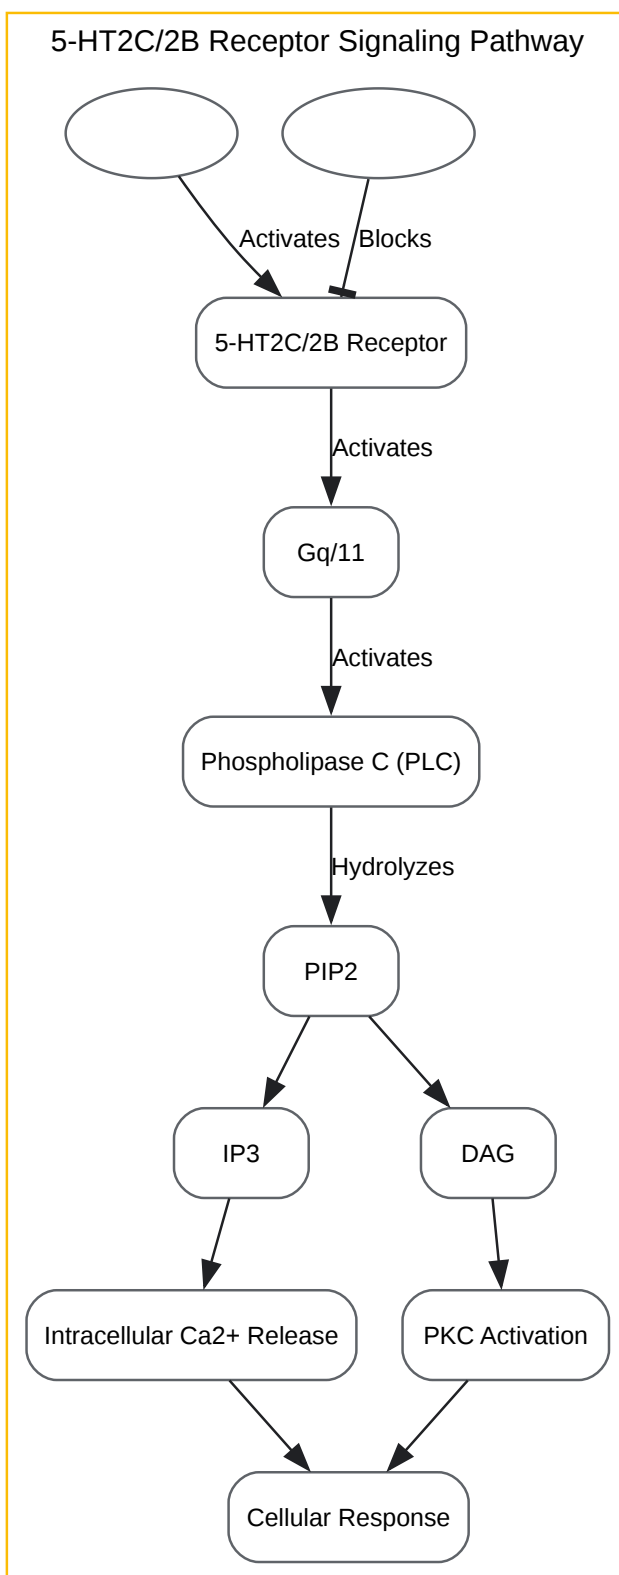 5-HT2C/2B Receptor Signaling Pathway
Activates
Blocks
5-HT2C/2B Receptor
Activates
Gq/11
Activates
Phospholipase C (PLC)
Hydrolyzes
PIP2
IP3
DAG
Intracellular Ca2+ Release
PKC Activation
Cellular Response